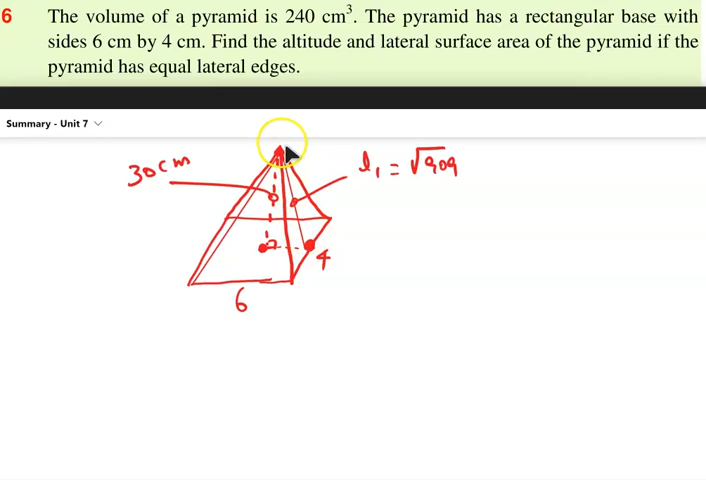 6 The volume of a pyramid is 240 cm³. The pyramid has a rectangular base with
sides 6 cm by 4 cm. Find the altitude and lateral surface area of the pyramid if the
pyramid has equal lateral edges.
Summary - Unit 7
30cm
l₁ = √909
4
6